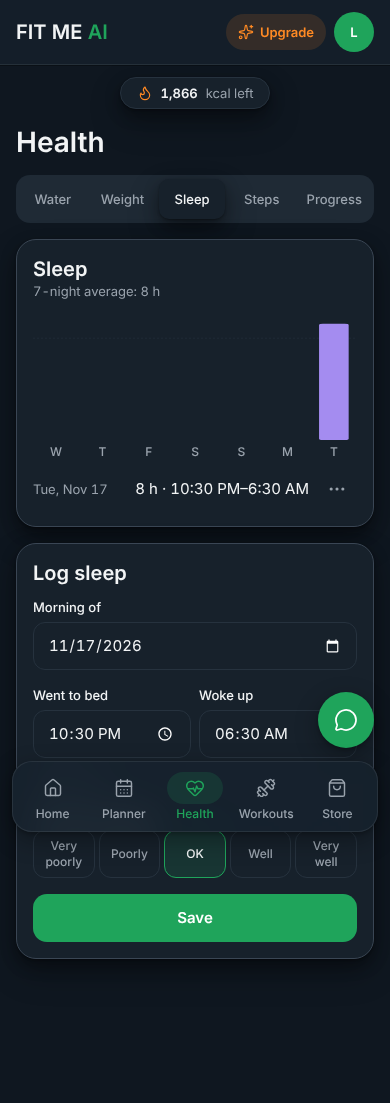 FIT ME AI
Upgrade
L
1,866 kcal left
Health
Water Weight Sleep Steps Progress
Sleep
7-night average: 8 h
W T F S S M T
Tue, Nov 17 8 h · 10:30 PM–6:30 AM ···
Log sleep
Morning of
11/17/2026
Went to bed Woke up
10:30 PM 06:30 AM
Home Planner Health Workouts Store
Very poorly Poorly OK Well Very well
Save